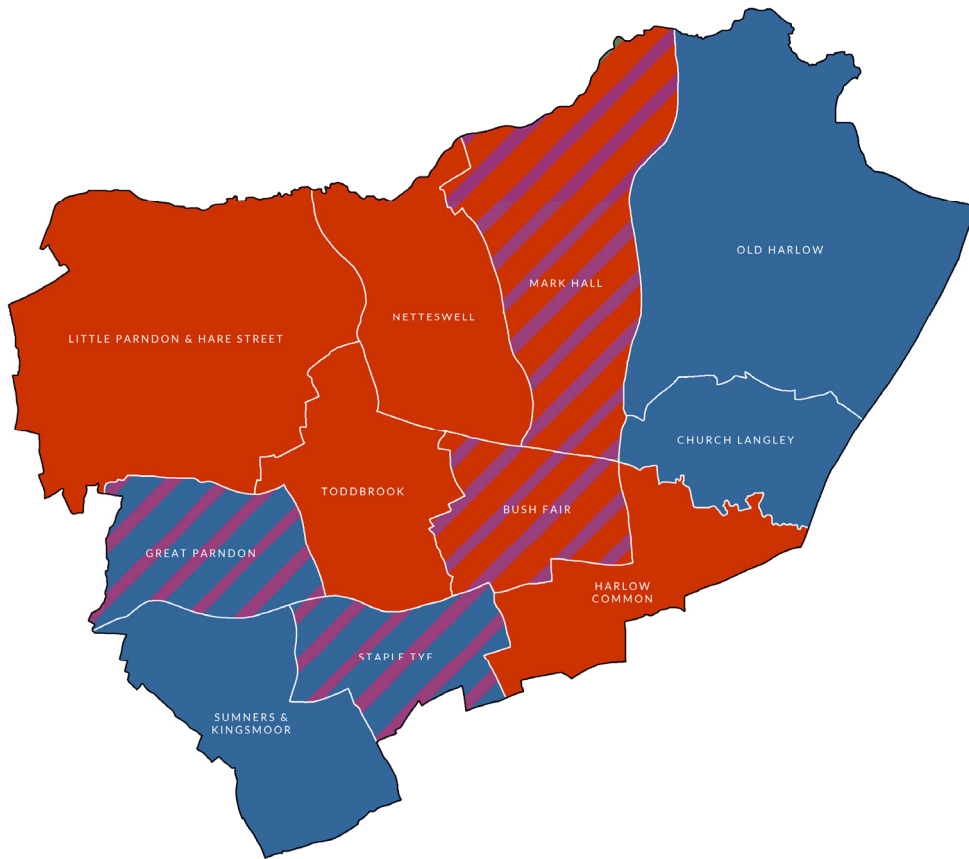 OLD HARLOW
MARK HALL
NETTESWELL
LITTLE PARNDON & HARE STREET
CHURCH LANGLEY
TODDBROOK
BUSH FAIR
GREAT PARNDON
HARLOW
COMMON
STAPLE TYE
SUMNERS &
KINGSMOOR